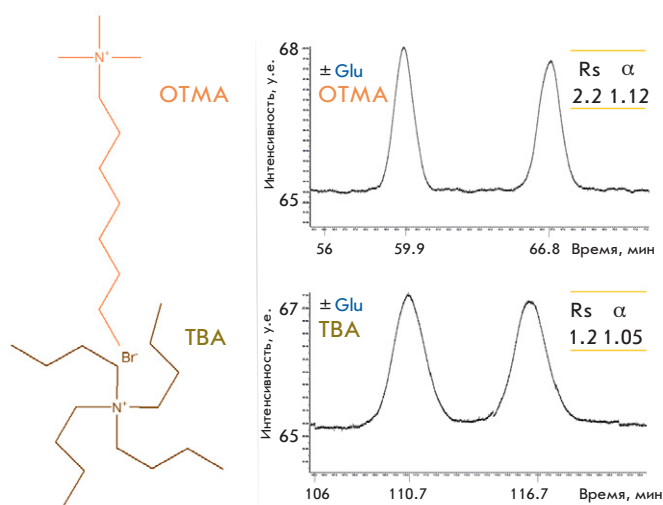 N⁺
OTMA
Br⁻
TBA
N⁺
Интенсивность, у.е.
68
65
± Glu
OTMA
Rs α
2.2 1.12
56 59.9 66.8 Время, мин
Интенсивность, у.е.
67
65
± Glu
TBA
Rs α
1.2 1.05
106 110.7 116.7 Время, мин